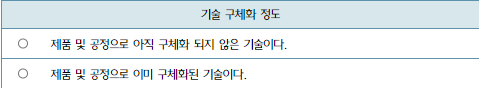 기술 구체화 정도
제품 및 공정으로 아직 구체화 되지 않은 기술이다.
제품 및 공정으로 이미 구체화된 기술이다.